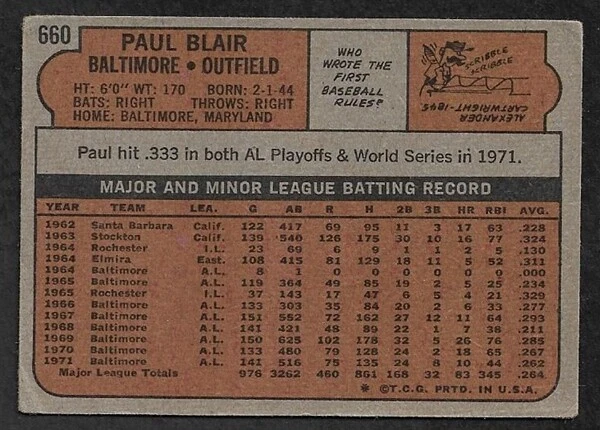 660
PAUL BLAIR
BALTIMORE • OUTFIELD
HT: 6'0" WT: 170 BORN: 2-1-44
BATS: RIGHT THROWS: RIGHT
HOME: BALTIMORE, MARYLAND
WHO
WROTE THE
FIRST
BASEBALL
RULES?
SCRIBBLE
SCRIBBLE
ALEXANDER
CARTWRIGHT-1845
Paul hit .333 in both AL Playoffs & World Series in 1971.
MAJOR AND MINOR LEAGUE BATTING RECORD
YEAR TEAM LEA. G AB R H 2B 3B HR RBI AVG.
1962 Santa Barbara Calif. 122 417 69 95 11 3 17 63 .228
1963 Stockton Calif. 139 540 126 175 30 10 16 77 .324
1964 Rochester I.L. 23 69 6 9 1 1 2 5 .130
1964 Elmira East. 108 415 81 129 18 11 5 52 .311
1964 Baltimore A.L. 8 1 0 0 0 0 0 0 .000
1965 Baltimore A.L. 119 364 49 85 19 2 5 25 .234
1965 Rochester I.L. 37 143 17 47 6 5 4 21 .329
1966 Baltimore A.L. 133 303 35 84 20 2 6 33 .277
1967 Baltimore A.L. 151 552 72 162 27 12 11 64 .293
1968 Baltimore A.L. 141 421 48 89 22 1 7 38 .211
1969 Baltimore A.L. 150 625 102 178 32 5 26 76 .285
1970 Baltimore A.L. 133 480 79 128 24 2 18 65 .267
1971 Baltimore A.L. 141 516 75 135 24 8 10 44 .262
Major League Totals 976 3262 460 861 168 32 83 345 .264
* ©T.C.G. PRTD. IN U.S.A.